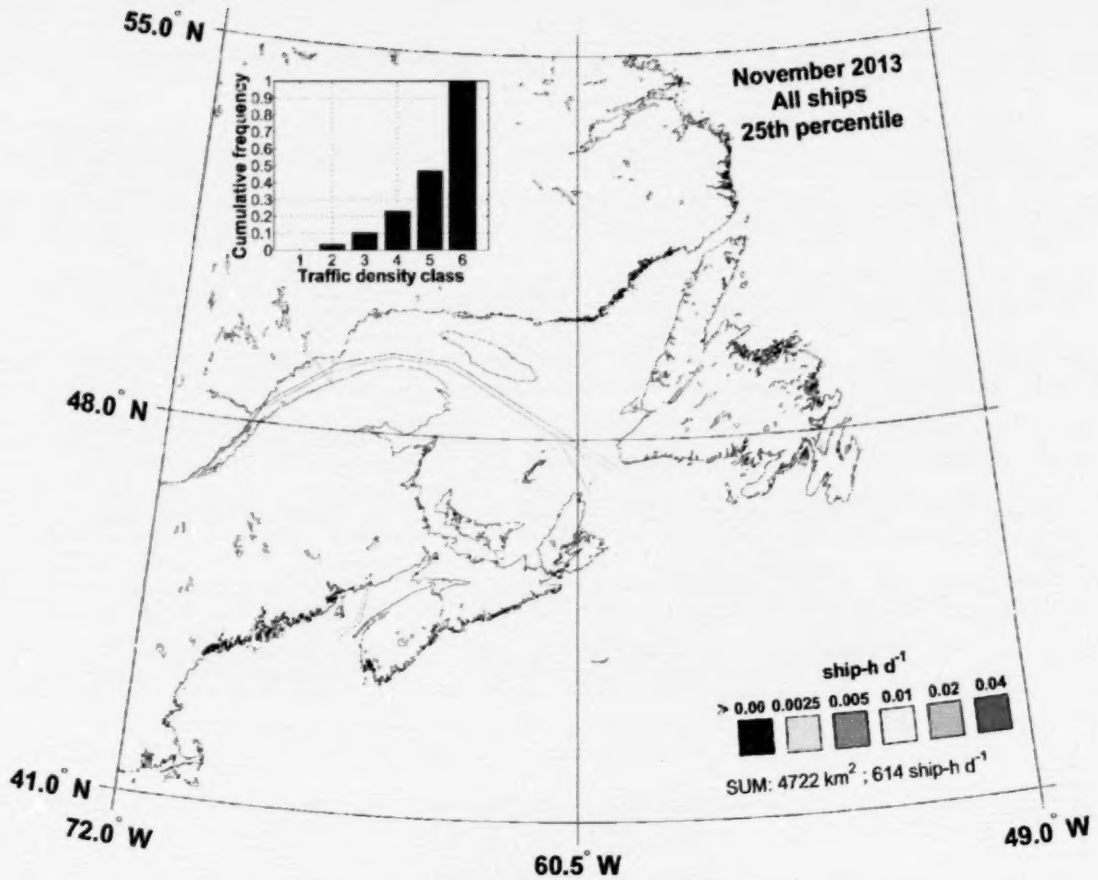 55.0° N
November 2013
All ships
25th percentile
Cumulative frequency
1
0.9
0.8
0.7
0.6
0.5
0.4
0.3
0.2
0.1
0
1 2 3 4 5 6
Traffic density class
48.0° N
ship-h d⁻¹
> 0.00 0.0025 0.005 0.01 0.02 0.04
SUM: 4722 km² ; 614 ship-h d⁻¹
41.0° N
72.0° W
60.5° W
49.0° W